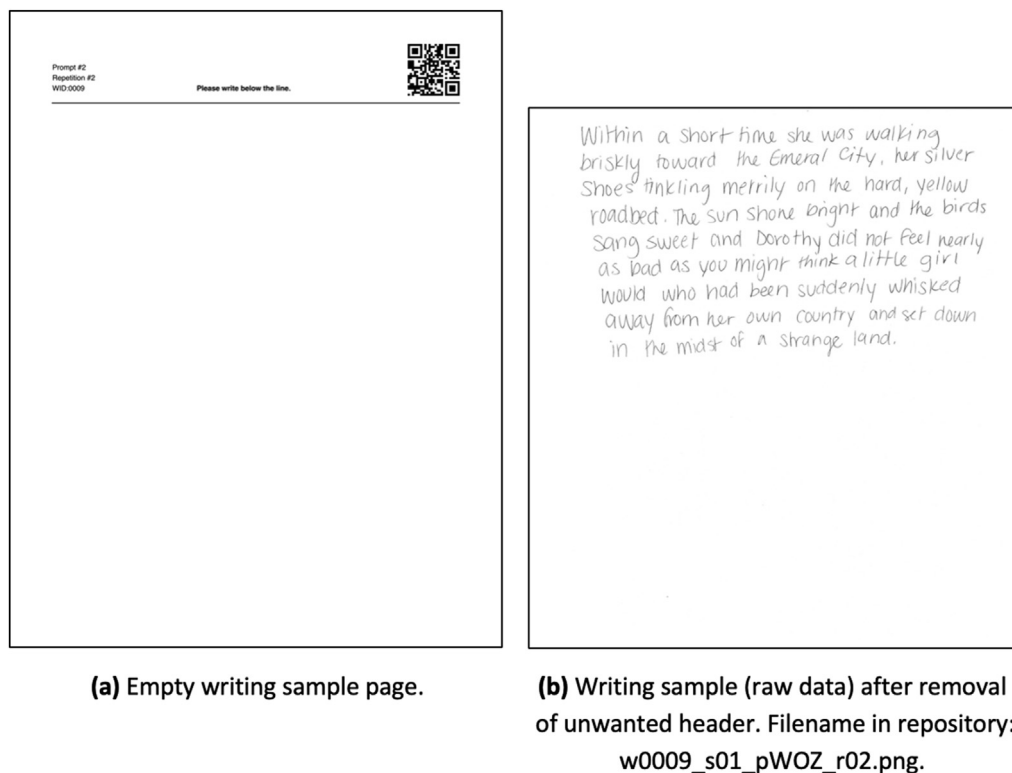 Prompt #2
Repetition #2
WID:0009
Please write below the line.
Within a short time she was walking
briskly toward the Emeral City, her silver
Shoes tinkling merrily on the hard, yellow
roadbed. The sun shone bright and the birds
sang sweet and Dorothy did not feel nearly
as bad as you might think a little girl
would who had been suddenly whisked
away from her own country and set down
in the midst of a strange land.
(a) Empty writing sample page.
(b) Writing sample (raw data) after removal
of unwanted header. Filename in repository:
w0009_s01_pWOZ_r02.png.